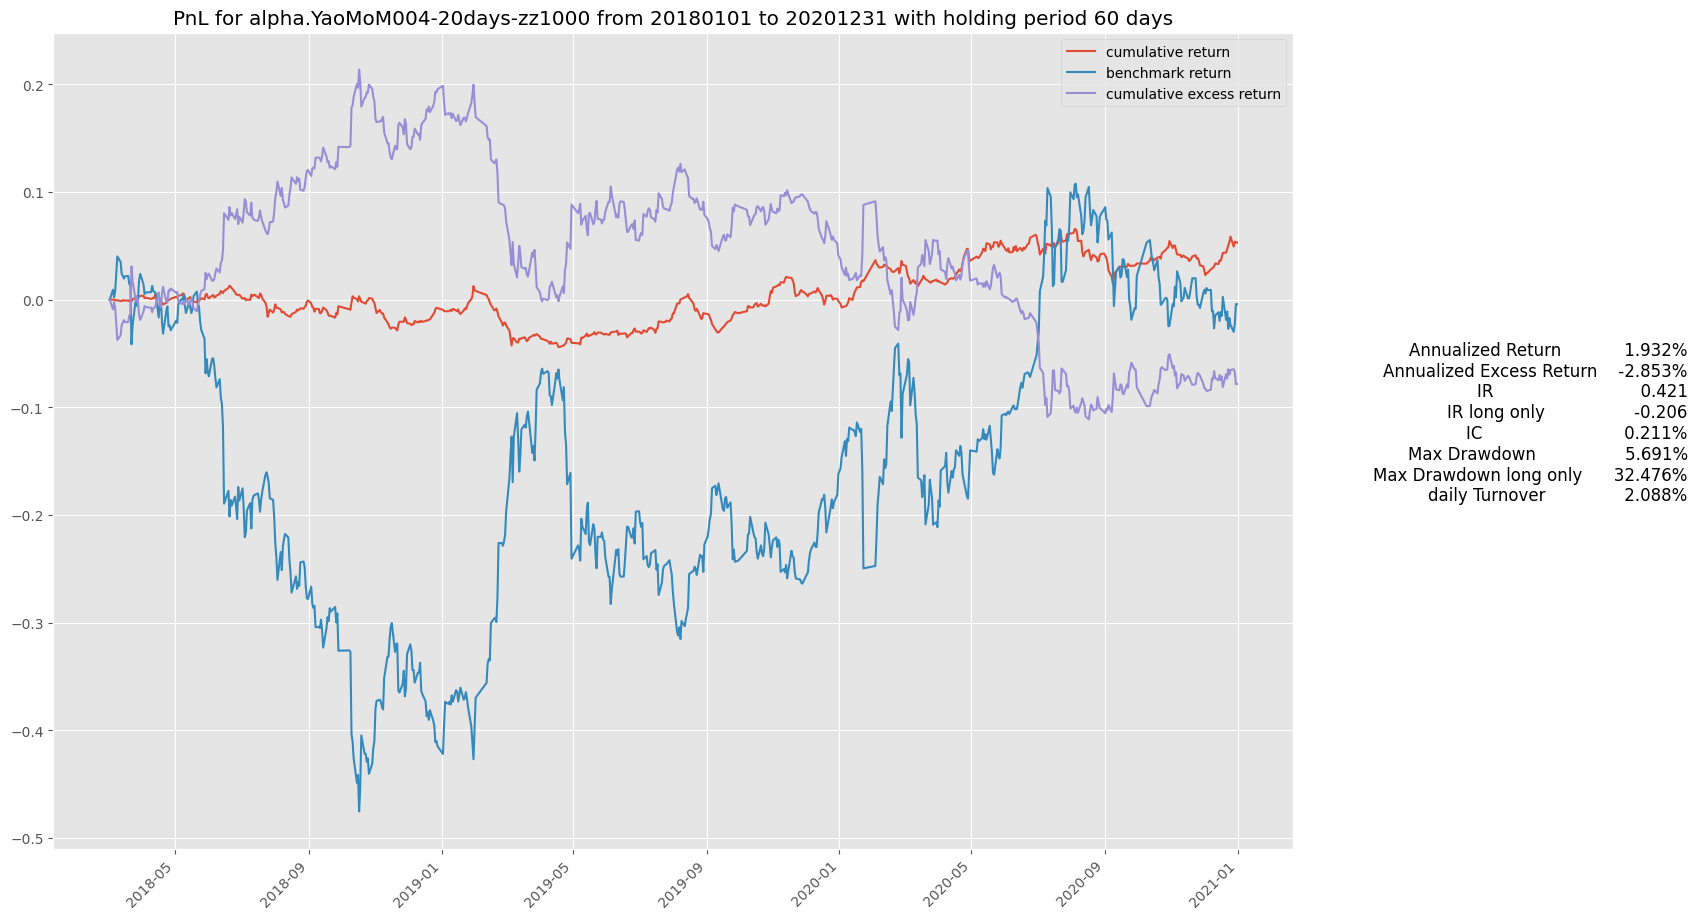 PnL for alpha.YaoMoM004-20days-zz1000 from 20180101 to 20201231 with holding period 60 days
cumulative return
benchmark return
cumulative excess return
0.2
0.1
0.0
−0.1
−0.2
−0.3
−0.4
−0.5
2018-05
2018-09
2019-01
2019-05
2019-09
2020-01
2020-05
2020-09
2021-01
Annualized Return 1.932%
Annualized Excess Return -2.853%
IR 0.421
IR long only -0.206
IC 0.211%
Max Drawdown 5.691%
Max Drawdown long only 32.476%
daily Turnover 2.088%